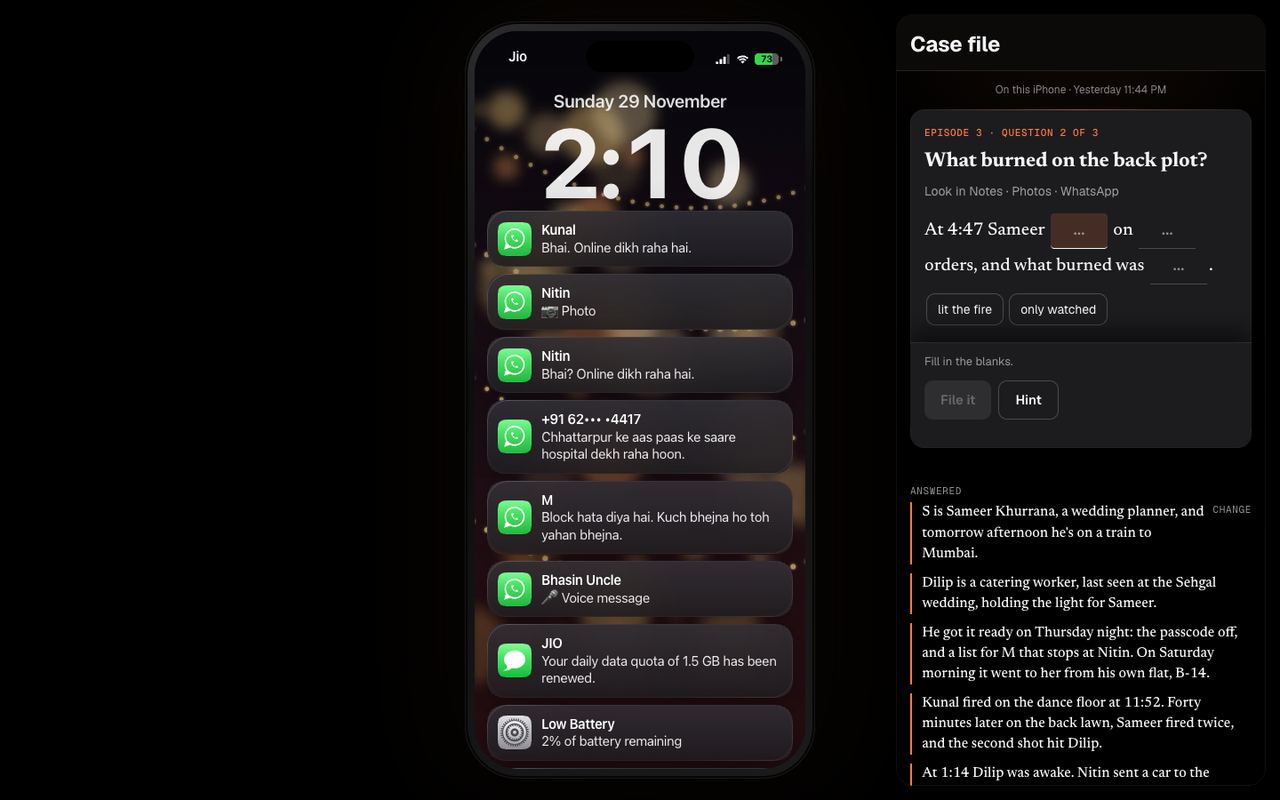 Jio
73
Sunday 29 November
2:10
Kunal
Bhai. Online dikh raha hai.
Nitin
📷 Photo
Nitin
Bhai? Online dikh raha hai.
+91 62••• •4417
Chhattarpur ke aas paas ke saare
hospital dekh raha hoon.
M
Block hata diya hai. Kuch bhejna ho toh
yahan bhejna.
Bhasin Uncle
🎤 Voice message
JIO
Your daily data quota of 1.5 GB has been
renewed.
Low Battery
2% of battery remaining
Case file
On this iPhone · Yesterday 11:44 PM
EPISODE 3 · QUESTION 2 OF 3
What burned on the back plot?
Look in Notes · Photos · WhatsApp
At 4:47 Sameer … on …
orders, and what burned was … .
lit the fire
only watched
Fill in the blanks.
File it
Hint
ANSWERED
S is Sameer Khurrana, a wedding planner, and
CHANGE
tomorrow afternoon he's on a train to
Mumbai.
Dilip is a catering worker, last seen at the Sehgal
wedding, holding the light for Sameer.
He got it ready on Thursday night: the passcode off,
and a list for M that stops at Nitin. On Saturday
morning it went to her from his own flat, B-14.
Kunal fired on the dance floor at 11:52. Forty
minutes later on the back lawn, Sameer fired twice,
and the second shot hit Dilip.
At 1:14 Dilip was awake. Nitin sent a car to the